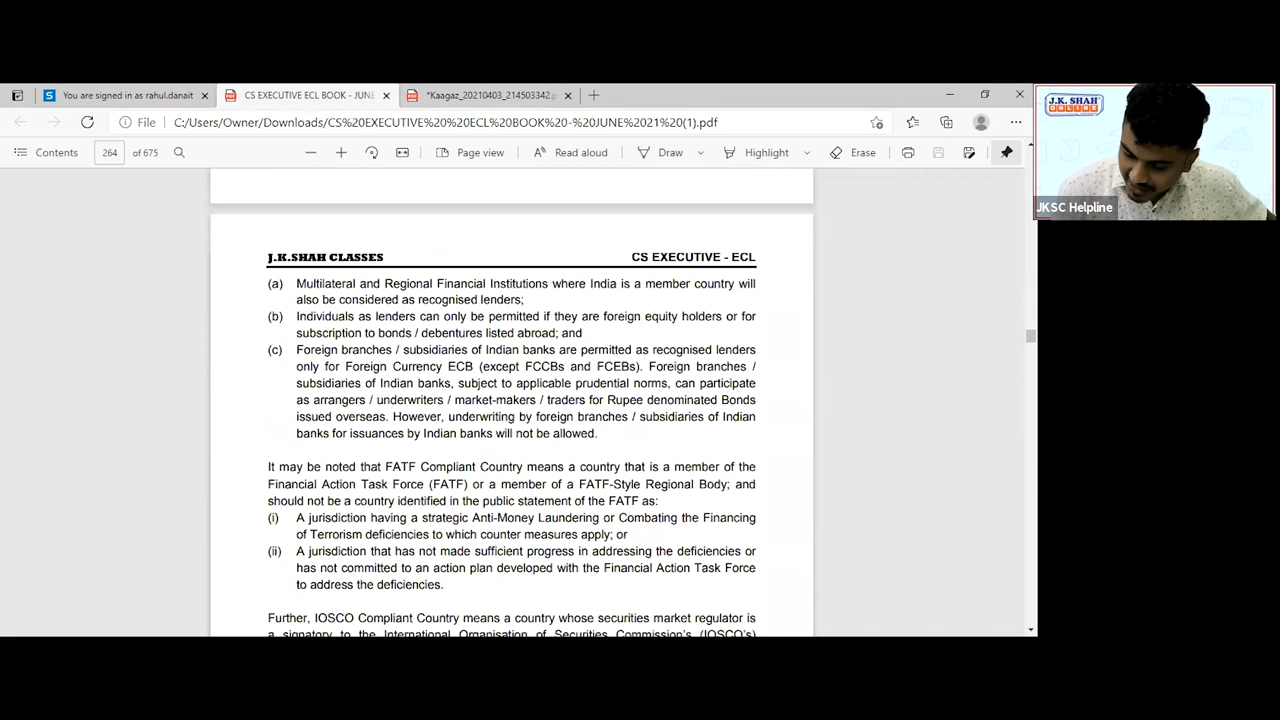 You are signed in as rahul.danait
CS EXECUTIVE ECL BOOK - JUNE
*Kaagaz_20210403_214503342.p
File
C:/Users/Owner/Downloads/CS%20EXECUTIVE%20%20ECL%20BOOK%20-%20JUNE%2021%20(1).pdf
Contents
264
of 675
Page view
Read aloud
Draw
Highlight
Erase
J.K. SHAH
ONLINE
JKSC Helpline
J.K.SHAH CLASSES
CS EXECUTIVE - ECL
(a) Multilateral and Regional Financial Institutions where India is a member country will
also be considered as recognised lenders;
(b) Individuals as lenders can only be permitted if they are foreign equity holders or for
subscription to bonds / debentures listed abroad; and
(c) Foreign branches / subsidiaries of Indian banks are permitted as recognised lenders
only for Foreign Currency ECB (except FCCBs and FCEBs). Foreign branches /
subsidiaries of Indian banks, subject to applicable prudential norms, can participate
as arrangers / underwriters / market-makers / traders for Rupee denominated Bonds
issued overseas. However, underwriting by foreign branches / subsidiaries of Indian
banks for issuances by Indian banks will not be allowed.
It may be noted that FATF Compliant Country means a country that is a member of the
Financial Action Task Force (FATF) or a member of a FATF-Style Regional Body; and
should not be a country identified in the public statement of the FATF as:
(i) A jurisdiction having a strategic Anti-Money Laundering or Combating the Financing
of Terrorism deficiencies to which counter measures apply; or
(ii) A jurisdiction that has not made sufficient progress in addressing the deficiencies or
has not committed to an action plan developed with the Financial Action Task Force
to address the deficiencies.
Further, IOSCO Compliant Country means a country whose securities market regulator is
a signatory to the International Organisation of Securities Commission's (IOSCO's)